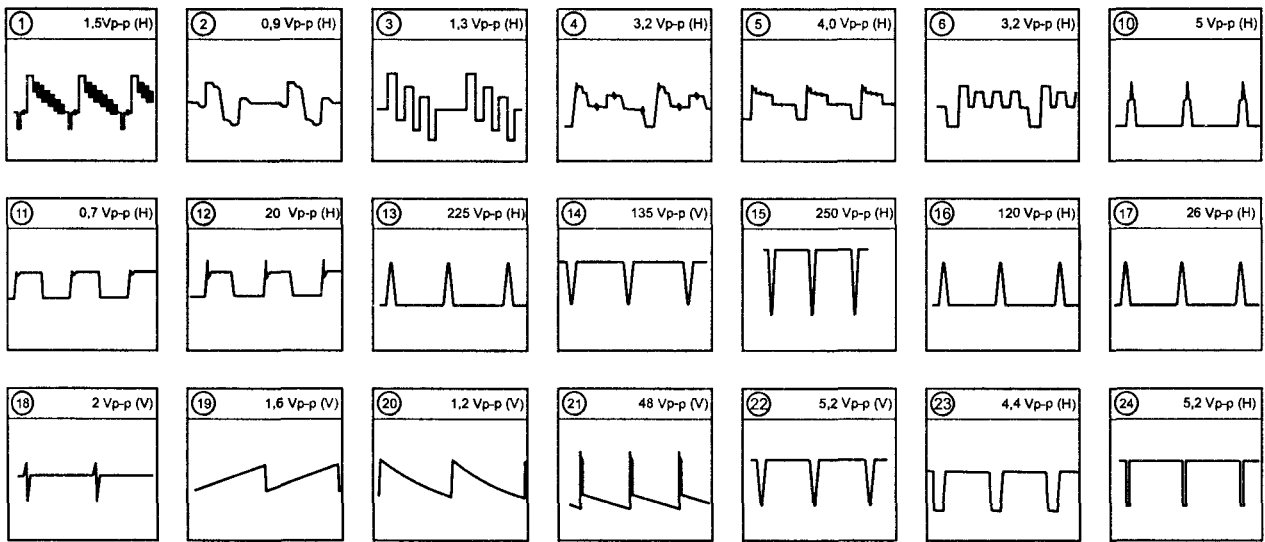 1 1.5Vp-p (H)
2 0,9 Vp-p (H)
3 1,3 Vp-p (H)
4 3,2 Vp-p (H)
5 4,0 Vp-p (H)
6 3,2 Vp-p (H)
10 5 Vp-p (H)
11 0,7 Vp-p (H)
12 20 Vp-p (H)
13 225 Vp-p (H)
14 135 Vp-p (V)
15 250 Vp-p (H)
16 120 Vp-p (H)
17 26 Vp-p (H)
18 2 Vp-p (V)
19 1,6 Vp-p (V)
20 1,2 Vp-p (V)
21 48 Vp-p (V)
22 5,2 Vp-p (V)
23 4,4 Vp-p (H)
24 5,2 Vp-p (H)